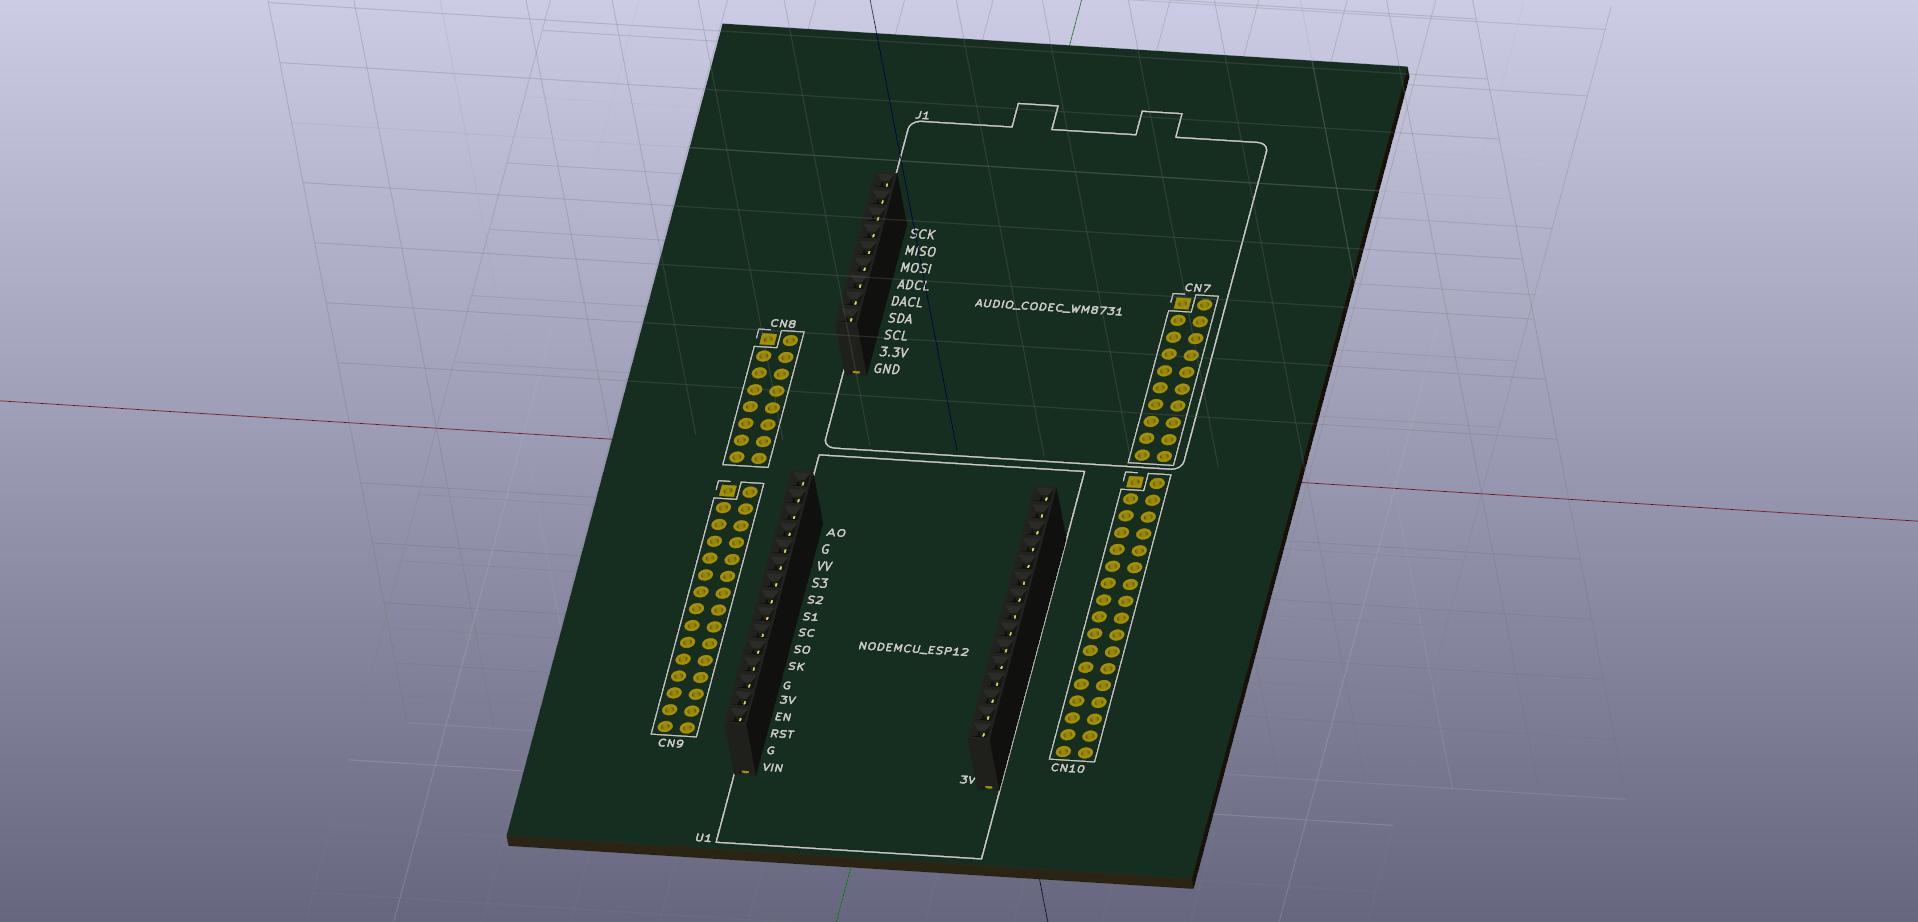 J1
SCK
MISO
MOSI
ADCL
DACL
SDA
SCL
3.3V
GND
AUDIO_CODEC_WM8731
CN7
CN8
A0
G
VV
S3
S2
S1
SC
SO
SK
G
3V
EN
RST
G
VIN
NODEMCU_ESP12
3V
CN9
CN10
U1